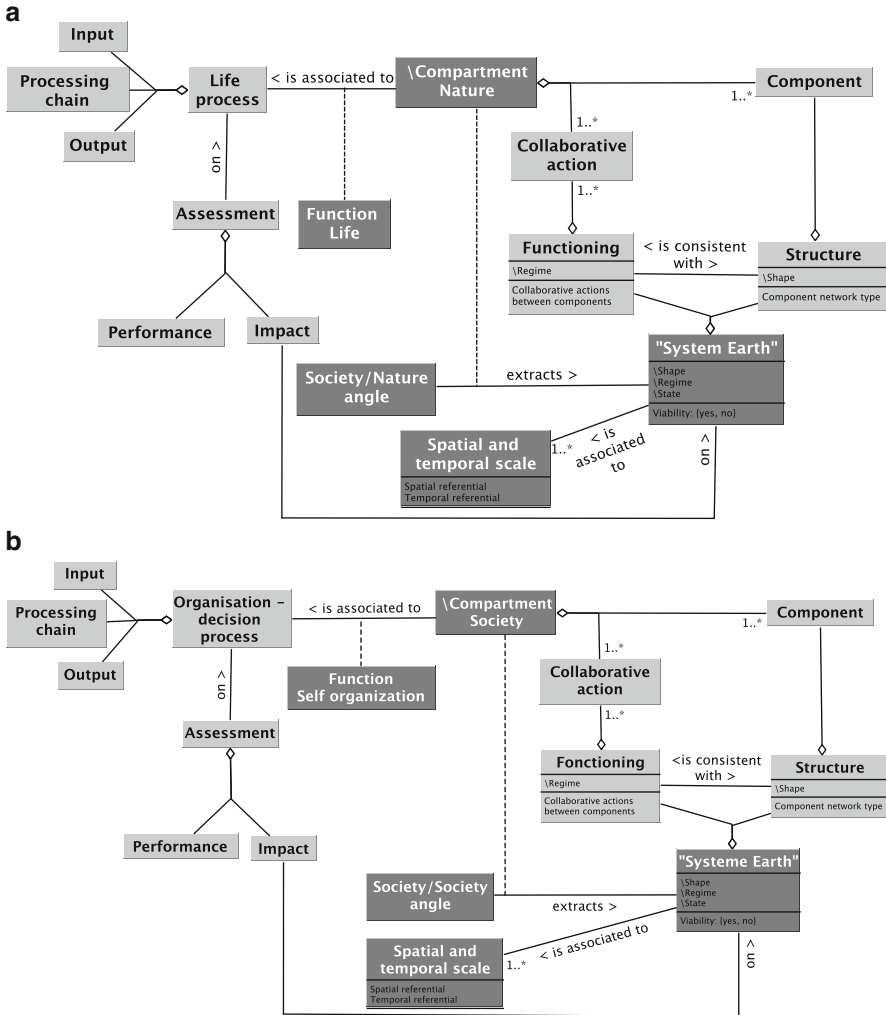 a
Input
Processing
chain
Output
Life
process
< is associated to
\Compartment
Nature
1..*
Component
1..*
Collaborative
action
1..*
on >
Assessment
Function
Life
Functioning
\Regime
Collaborative actions
between components
< is consistent
with >
Structure
\Shape
Component network type
Performance
Impact
"System Earth"
\Shape
\Regime
\State
Viability: {yes, no}
Society/Nature
angle
extracts >
Spatial and
temporal scale
Spatial referential
Temporal referential
1..*
< is
associated
to
on >
b
Input
Processing
chain
Output
Organisation –
decision
process
< is associated to
\Compartment
Society
1..*
Component
1..*
Collaborative
action
1..*
on >
Function
Self organization
Assessment
Fonctioning
\Regime
Collaborative actions
between components
<is consistent
with >
Structure
\Shape
Component network type
Performance
Impact
"Systeme Earth"
\Shape
\Regime
\State
Viability: {yes, no}
Society/Society
angle
extracts >
Spatial and
temporal scale
Spatial referential
Temporal referential
1..*
< is associated to
on >